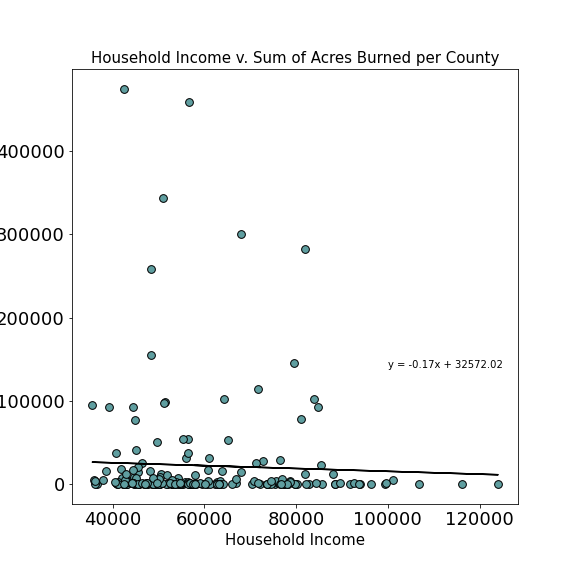 Household Income v. Sum of Acres Burned per County
400000
300000
200000
100000
0
y = -0.17x + 32572.02
40000 60000 80000 100000 120000
Household Income